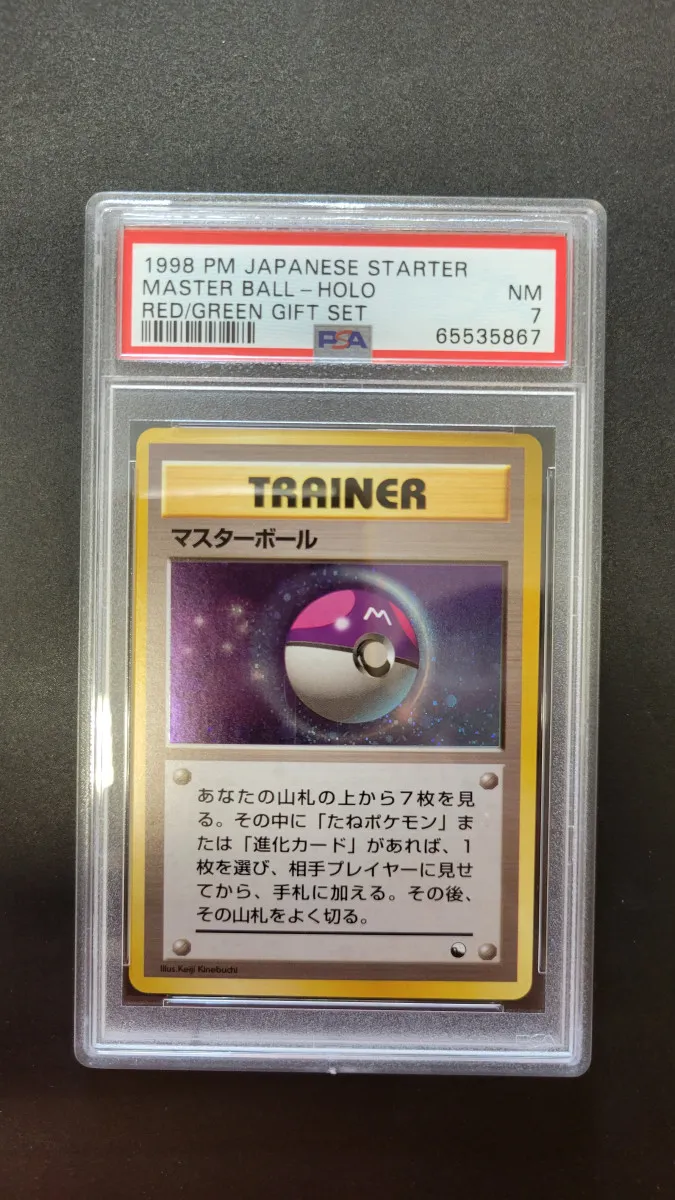 1998 PM JAPANESE STARTER
MASTER BALL-HOLO NM
RED/GREEN GIFT SET 7
PSA 65535867
TRAINER
マスターボール
M
あなたの山札の上から7枚を見
る。その中に「たねポケモン」ま
たは「進化カード」があれば、1
枚を選び、相手プレイヤーに見せ
てから、手札に加える。その後、
その山札をよく切る。
Illus.Keiji Kinebuchi
PSA